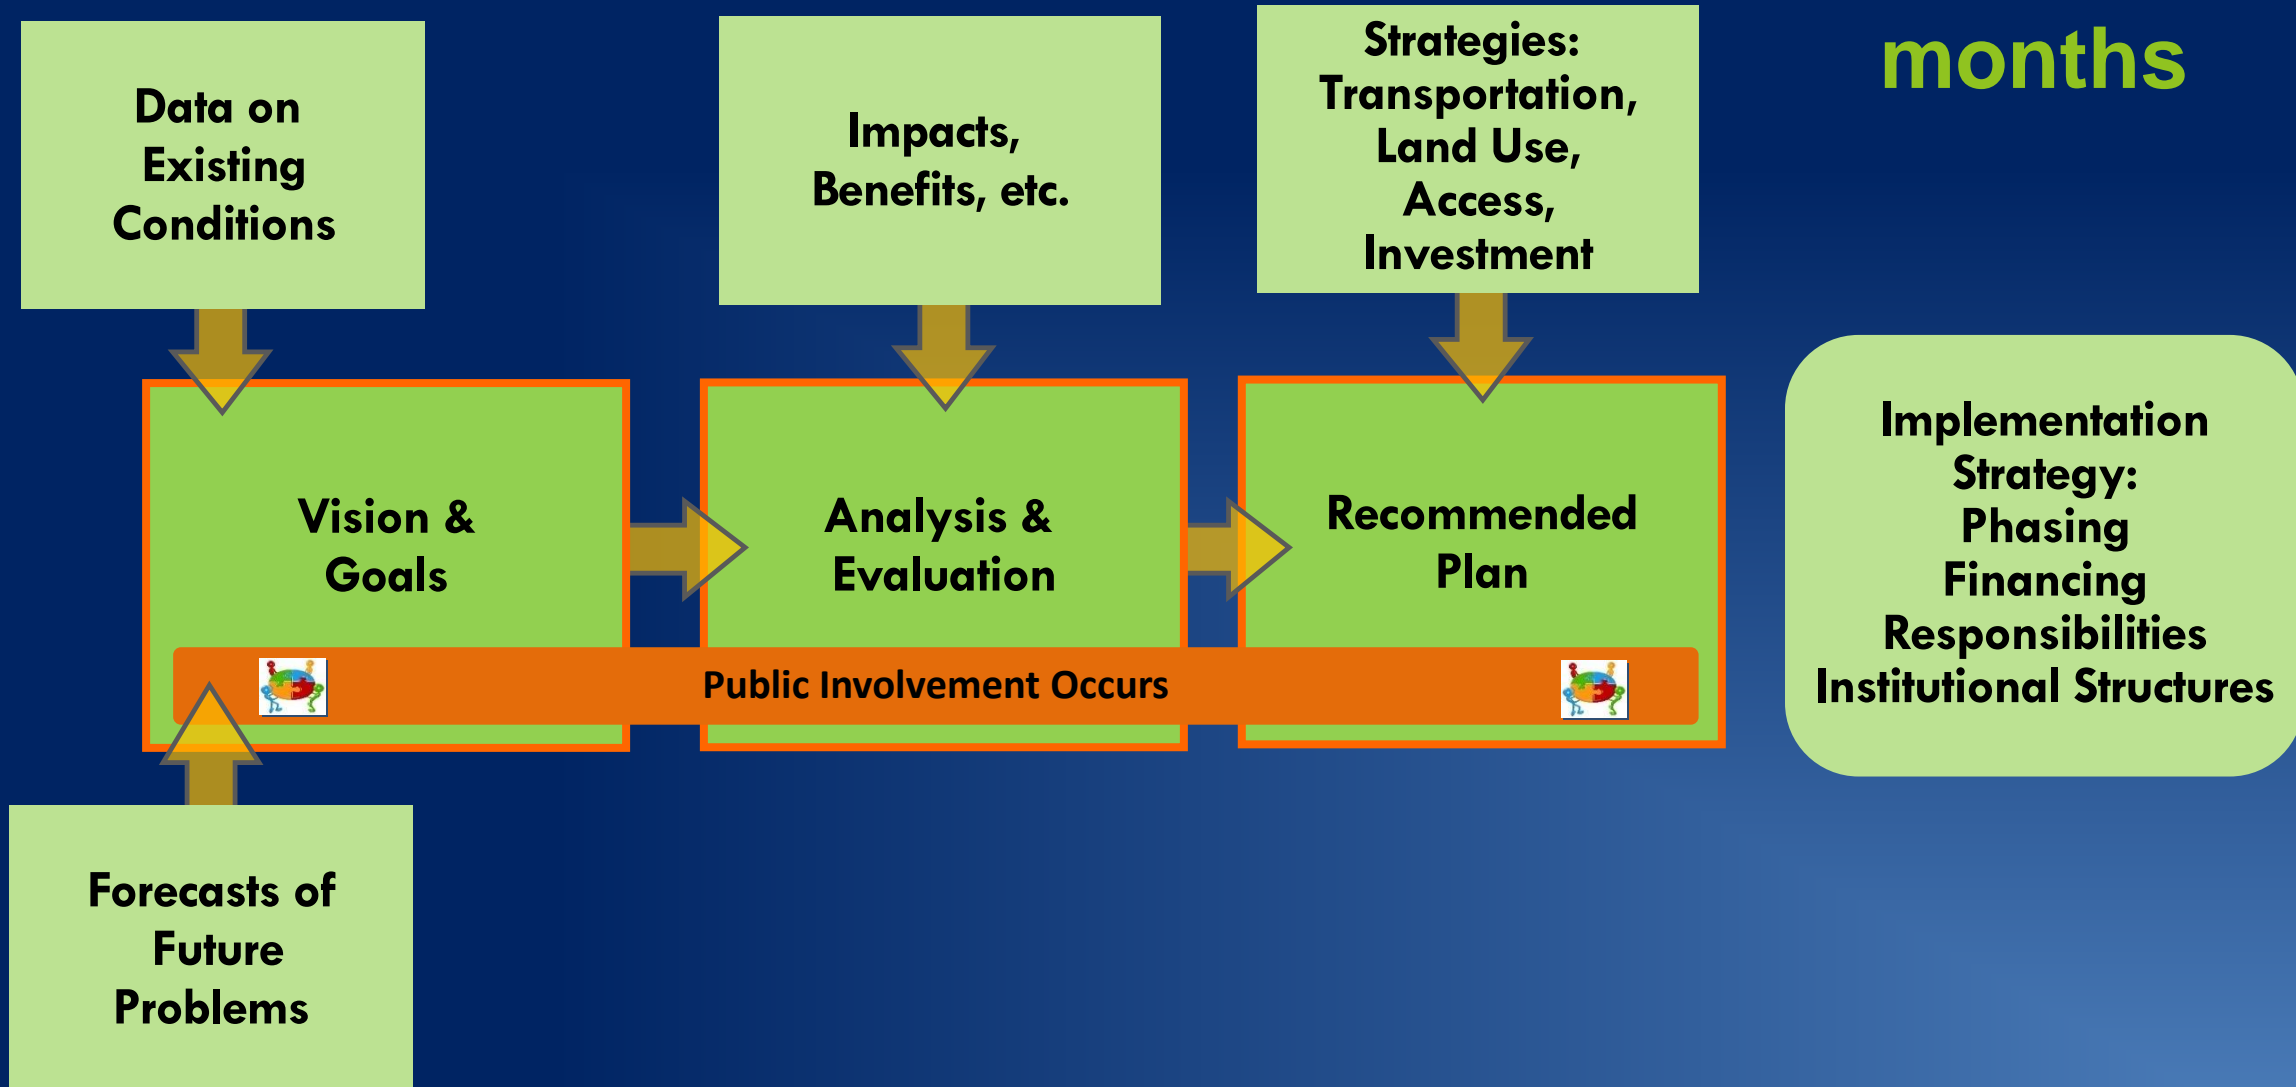 Data on
Existing
Conditions
Impacts,
Benefits, etc.
Strategies:
Transportation,
Land Use,
Access,
Investment
months
Vision &
Goals
Analysis &
Evaluation
Recommended
Plan
Implementation
Strategy:
Phasing
Financing
Responsibilities
Institutional Structures
Public Involvement Occurs
Forecasts of
Future
Problems